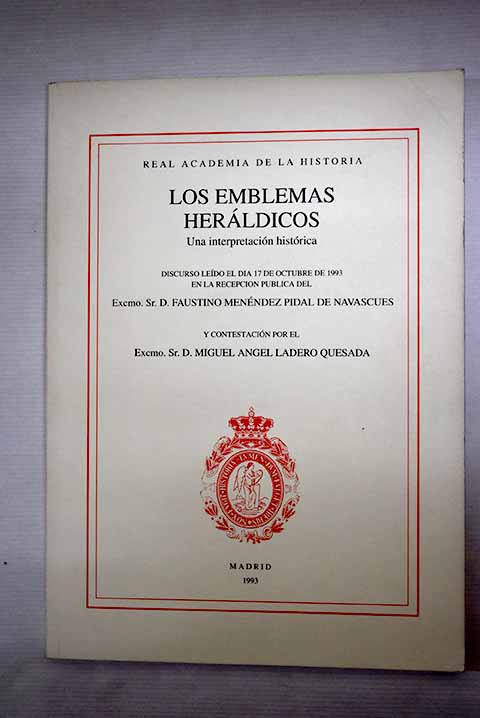 REAL ACADEMIA DE LA HISTORIA
LOS EMBLEMAS
HERÁLDICOS
Una interpretación histórica
DISCURSO LEÍDO EL DIA 17 DE OCTUBRE DE 1993
EN LA RECEPCION PUBLICA DEL
Excmo. Sr. D. FAUSTINO MENÉNDEZ PIDAL DE NAVASCUES
Y CONTESTACIÓN POR EL
Excmo. Sr. D. MIGUEL ANGEL LADERO QUESADA
MADRID
1993